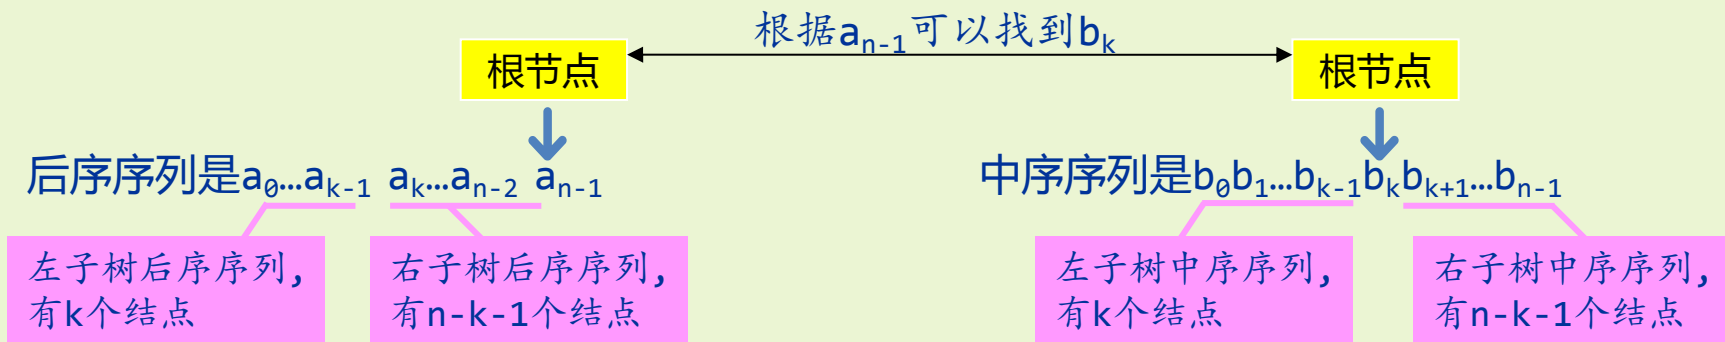 根据aₙ₋₁可以找到bₖ
根节点
根节点
后序序列是a₀…aₖ₋₁ aₖ…aₙ₋₂ aₙ₋₁
中序序列是b₀b₁…bₖ₋₁bₖbₖ₊₁…bₙ₋₁
左子树后序序列,
有k个结点
右子树后序序列,
有n-k-1个结点
左子树中序序列,
有k个结点
右子树中序序列,
有n-k-1个结点